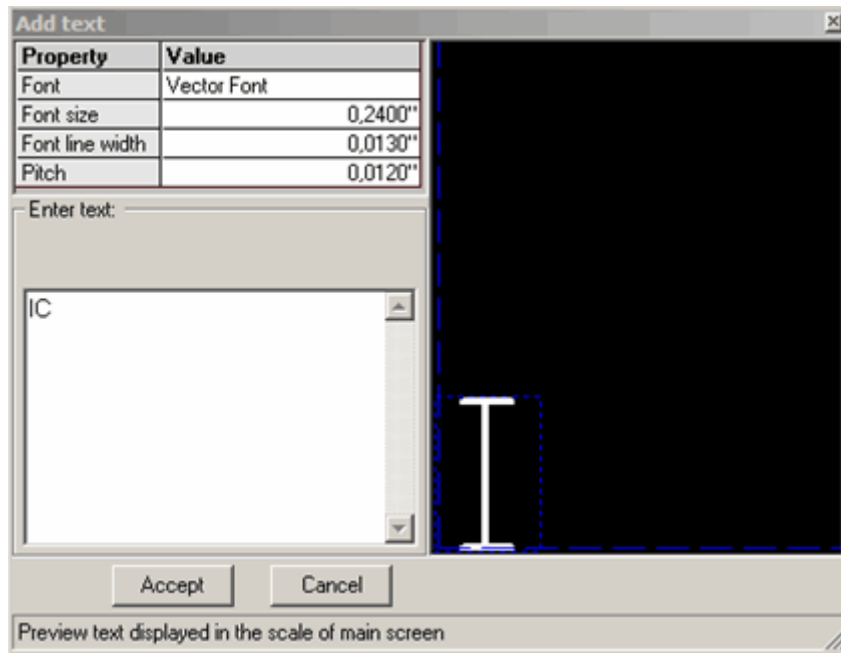 Add text
Property Value
Font Vector Font
Font size 0,2400"
Font line width 0,0130"
Pitch 0,0120"
Enter text:
IC
I
Accept Cancel
Preview text displayed in the scale of main screen